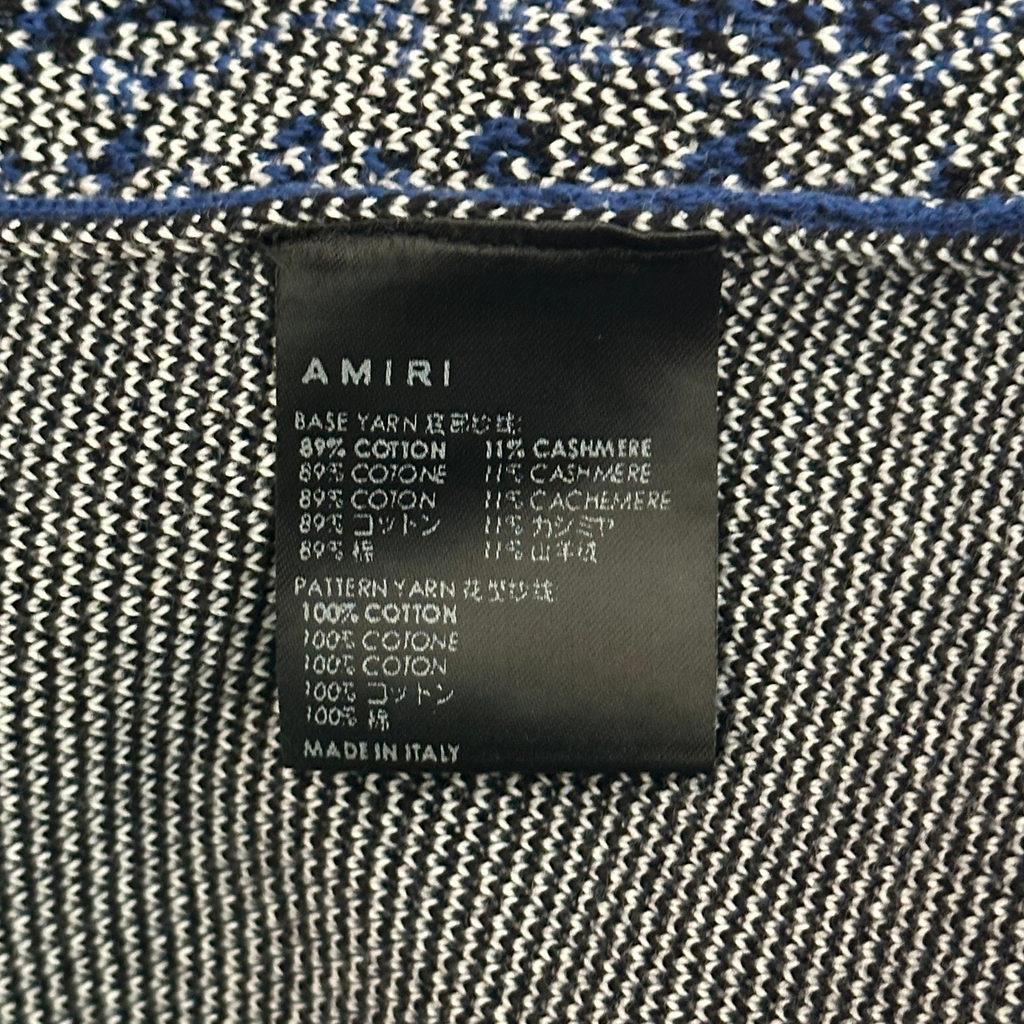 AMIRI
BASE YARN 底部纱线:
89% COTTON 11% CASHMERE
89% COTONE 11% CASHMERE
89% COTON 11% CACHEMERE
89% コットン 11% カシミヤ
89% 棉 11% 山羊绒
PATTERN YARN 花型纱线:
100% COTTON
100% COTONE
100% COTON
100% コットン
100% 棉
MADE IN ITALY